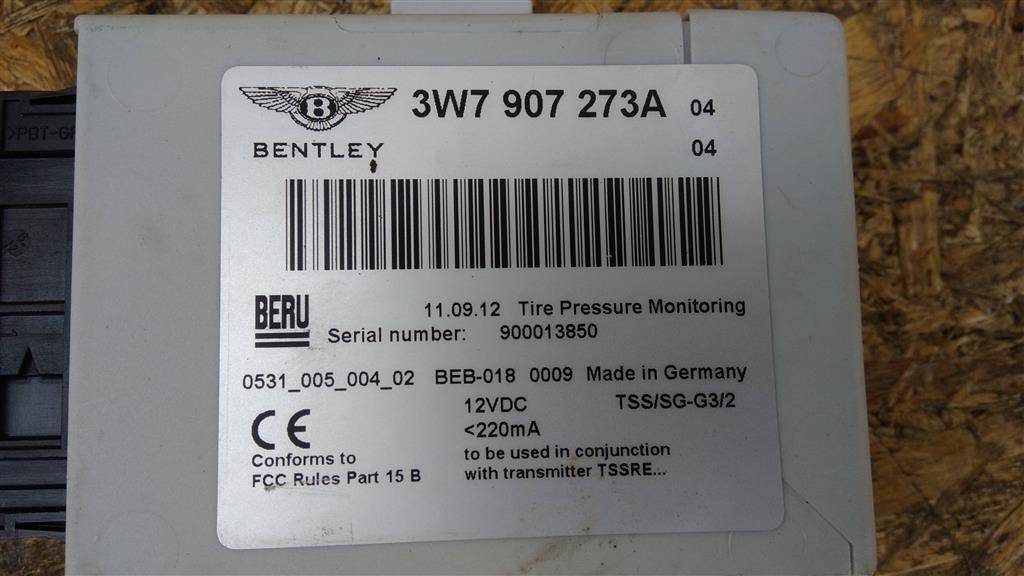 3W7 907 273A 04
BENTLEY 04
>PBT-GF
BERU
11.09.12 Tire Pressure Monitoring
Serial number: 900013850
0531_005_004_02 BEB-018 0009 Made in Germany
CE
12VDC TSS/SG-G3/2
<220mA
Conforms to
FCC Rules Part 15 B
to be used in conjunction
with transmitter TSSRE...